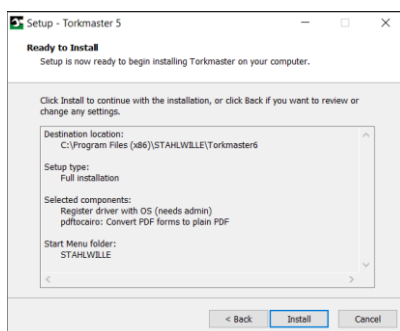 Setup - Torkmaster 5
Ready to Install
Setup is now ready to begin installing Torkmaster on your computer.
Click Install to continue with the installation, or click Back if you want to review or
change any settings.
Destination location:
C:\Program Files (x86)\STAHLWILLE\Torkmaster6
Setup type:
Full installation
Selected components:
Register driver with OS (needs admin)
pdftocairo: Convert PDF forms to plain PDF
Start Menu folder:
STAHLWILLE
< Back
Install
Cancel